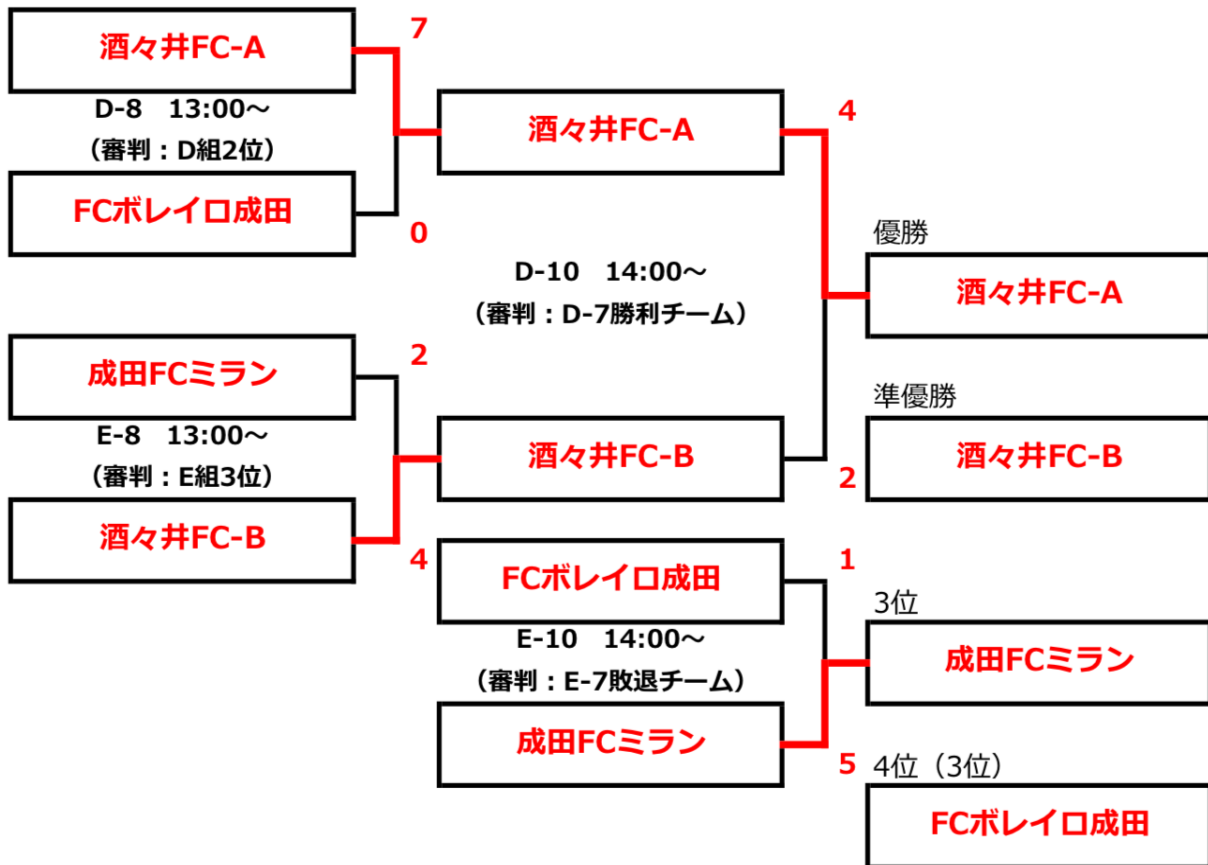 酒々井FC-A
7
D-8 13:00～
（審判：D組2位）
FCボレイロ成田
0
酒々井FC-A
4
D-10 14:00～
（審判：D-7勝利チーム）
優勝
酒々井FC-A
成田FCミラン
2
E-8 13:00～
（審判：E組3位）
酒々井FC-B
4
酒々井FC-B
2
準優勝
酒々井FC-B
FCボレイロ成田
1
E-10 14:00～
（審判：E-7敗退チーム）
成田FCミラン
5
3位
成田FCミラン
4位（3位）
FCボレイロ成田